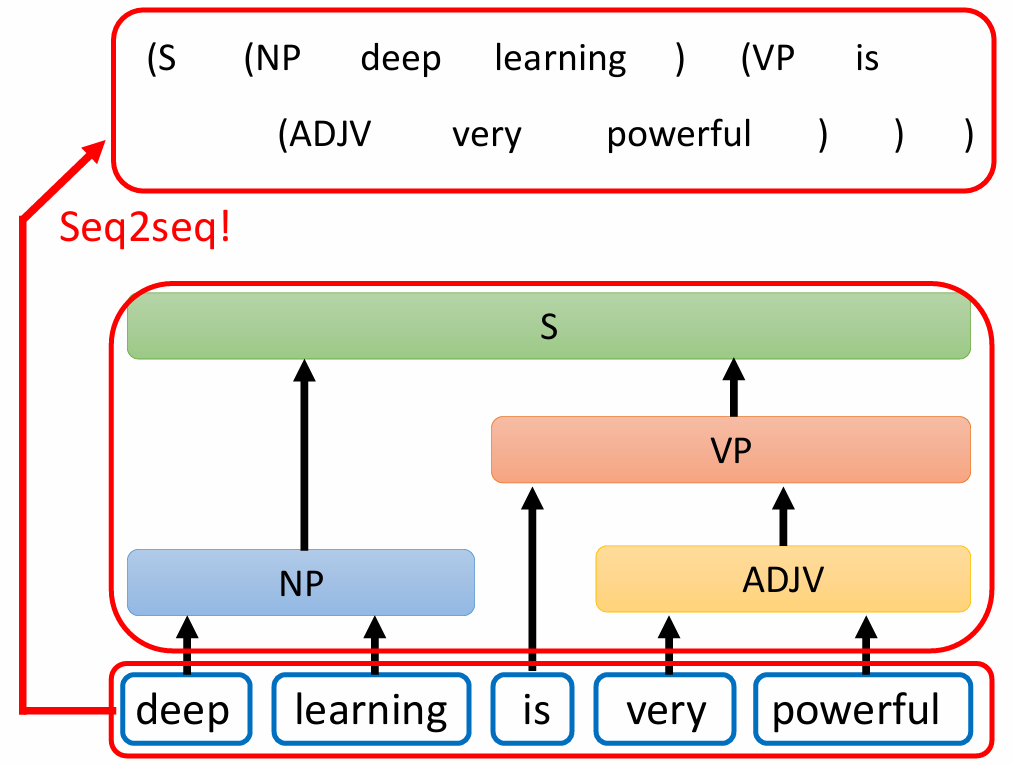 (S (NP deep learning ) (VP is
(ADJV very powerful ) ) )
Seq2seq!
S
VP
NP ADJV
deep learning is very powerful